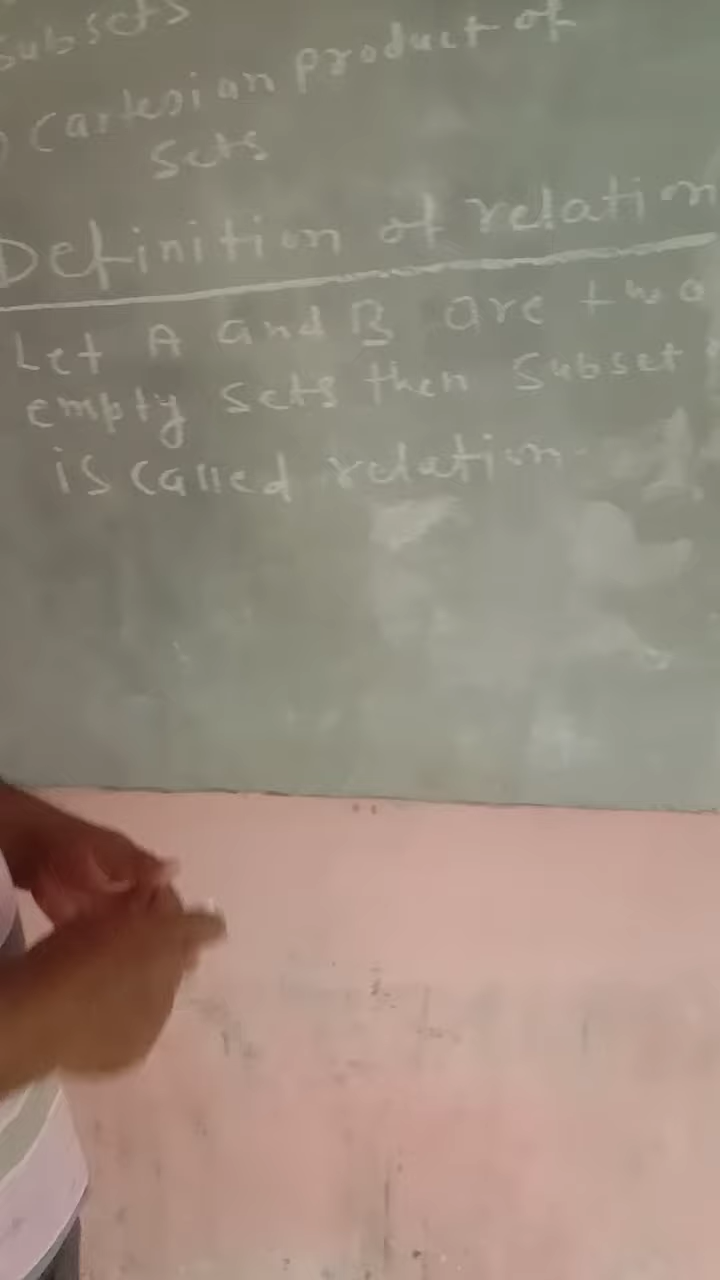 Subsets
) Cartesian product of
Sets
Definition of relation
Let A and B are two
empty sets then subset
is called relation.